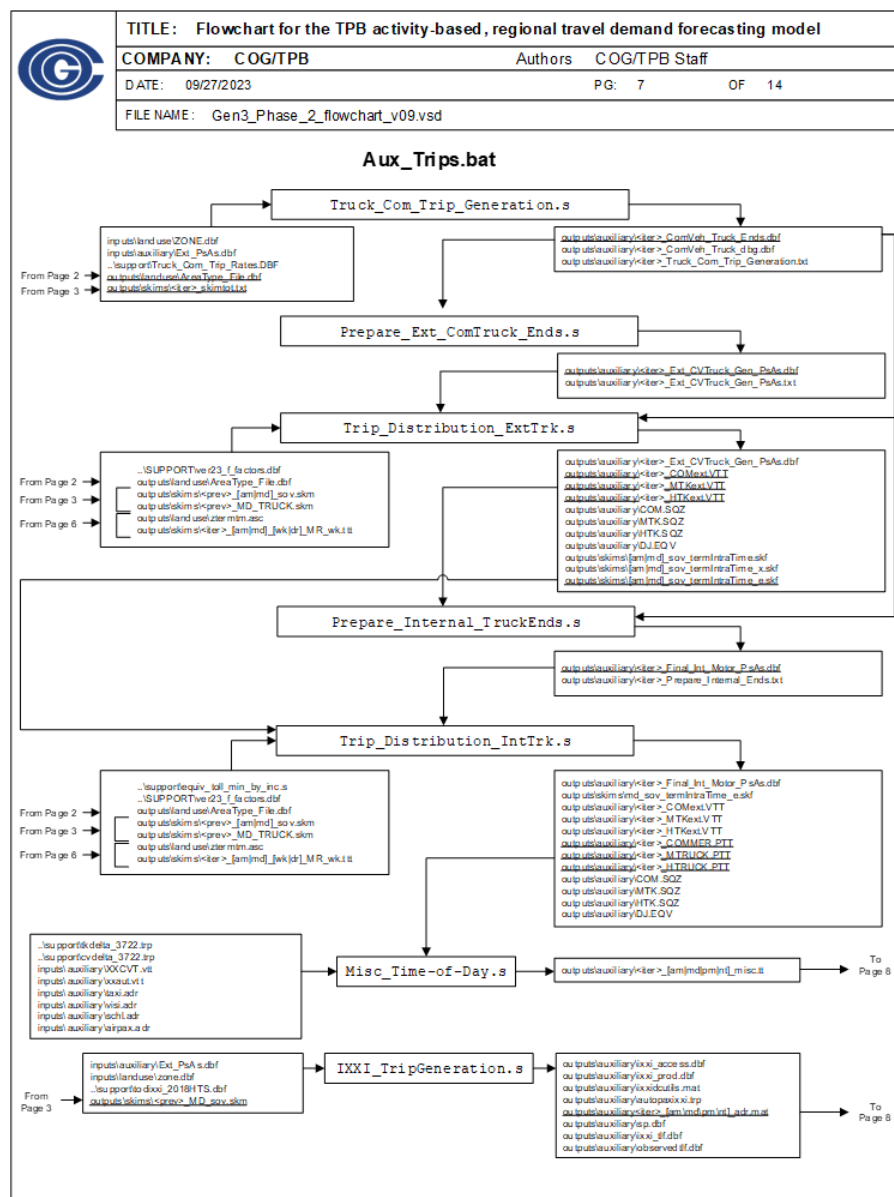 TITLE: Flowchart for the TPB activity-based, regional travel demand forecasting model
COMPANY: COG/TPB Authors COG/TPB Staff
DATE: 09/27/2023 PG: 7 OF 14
FILE NAME: Gen3_Phase_2_flowchart_v09.vsd
Aux_Trips.bat
Truck_Com_Trip_Generation.s
inputs\landuse\ZONE.dbf
inputs\auxiliary\Ext_PsAs.dbf
..\support\Truck_Com_Trip_Rates.DBF
From Page 2
outputs\landuse\AreaType_File.dbf
From Page 3
outputs\skims\<iter>_skimtot.txt
outputs\auxiliary\<iter>_ComVeh_Truck_Ends.dbf
outputs\auxiliary\<iter>_ComVeh_Truck_dbg.dbf
outputs\auxiliary\<iter>_Truck_Com_Trip_Generation.txt
Prepare_Ext_ComTruck_Ends.s
outputs\auxiliary\<iter>_Ext_CVTruck_Gen_PsAs.dbf
outputs\auxiliary\<iter>_Ext_CVTruck_Gen_PsAs.txt
Trip_Distribution_ExtTrk.s
..\SUPPORT\ver23_f_factors.dbf
From Page 2
outputs\landuse\AreaType_File.dbf
From Page 3
outputs\skims\<prev>_[am|md]_sov.skm
outputs\skims\<prev>_MD_TRUCK.skm
From Page 6
outputs\landuse\ztermtm.asc
outputs\skims\<iter>_[am|md]_[wk|dr]_MR_wk.ttt
outputs\auxiliary\<iter>_Ext_CVTruck_Gen_PsAs.dbf
outputs\auxiliary\<iter>_COMext.VTT
outputs\auxiliary\<iter>_MTKext.VTT
outputs\auxiliary\<iter>_HTKext.VTT
outputs\auxiliary\COM.SQZ
outputs\auxiliary\MTK.SQZ
outputs\auxiliary\HTK.SQZ
outputs\auxiliary\DJ.EQV
outputs\skims\[am|md]_sov_termIntraTime.skf
outputs\skims\[am|md]_sov_termIntraTime_x.skf
outputs\skims\[am|md]_sov_termIntraTime_e.skf
Prepare_Internal_TruckEnds.s
outputs\auxiliary\<iter>_Final_Int_Motor_PsAs.dbf
outputs\auxiliary\<iter>_Prepare_Internal_Ends.txt
Trip_Distribution_IntTrk.s
..\support\equiv_toll_min_by_inc.s
..\SUPPORT\ver23_f_factors.dbf
From Page 2
outputs\landuse\AreaType_File.dbf
From Page 3
outputs\skims\<prev>_[am|md]_sov.skm
outputs\skims\<prev>_MD_TRUCK.skm
From Page 6
outputs\landuse\ztermtm.asc
outputs\skims\<iter>_[am|md]_[wk|dr]_MR_wk.ttt
outputs\auxiliary\<iter>_Final_Int_Motor_PsAs.dbf
outputs\skims\md_sov_termIntraTime_e.skf
outputs\auxiliary\<iter>_COMext.VTT
outputs\auxiliary\<iter>_MTKext.VTT
outputs\auxiliary\<iter>_HTKext.VTT
outputs\auxiliary\<iter>_COMMER.PTT
outputs\auxiliary\<iter>_MTRUCK.PTT
outputs\auxiliary\<iter>_HTRUCK.PTT
outputs\auxiliary\COM.SQZ
outputs\auxiliary\MTK.SQZ
outputs\auxiliary\HTK.SQZ
outputs\auxiliary\DJ.EQV
..\support\tkdelta_3722.trp
..\support\cvdelta_3722.trp
inputs\auxiliary\XXCVT.vtt
inputs\auxiliary\xxaut.vtt
inputs\auxiliary\taxi.adr
inputs\auxiliary\visi.adr
inputs\auxiliary\schl.adr
inputs\auxiliary\airpax.adr
Misc_Time-of-Day.s
outputs\auxiliary\<iter>_[am|md|pm|nt]_misc.tt
To
Page 8
From
Page 3
inputs\auxiliary\Ext_PsAs.dbf
inputs\landuse\zone.dbf
..\support\todixxi_2018HTS.dbf
outputs\skims\<prev>_MD_sov.skm
IXXI_TripGeneration.s
outputs\auxiliary\ixxi_access.dbf
outputs\auxiliary\ixxi_prod.dbf
outputs\auxiliary\ixxidcutils.mat
outputs\auxiliary\autopaxixxi.trp
outputs\auxiliary\<iter>_[am\md\pm\nt]_adr.mat
outputs\auxiliary\sp.dbf
outputs\auxiliary\ixxi_tlf.dbf
outputs\auxiliary\observedtlf.dbf
To
Page 8